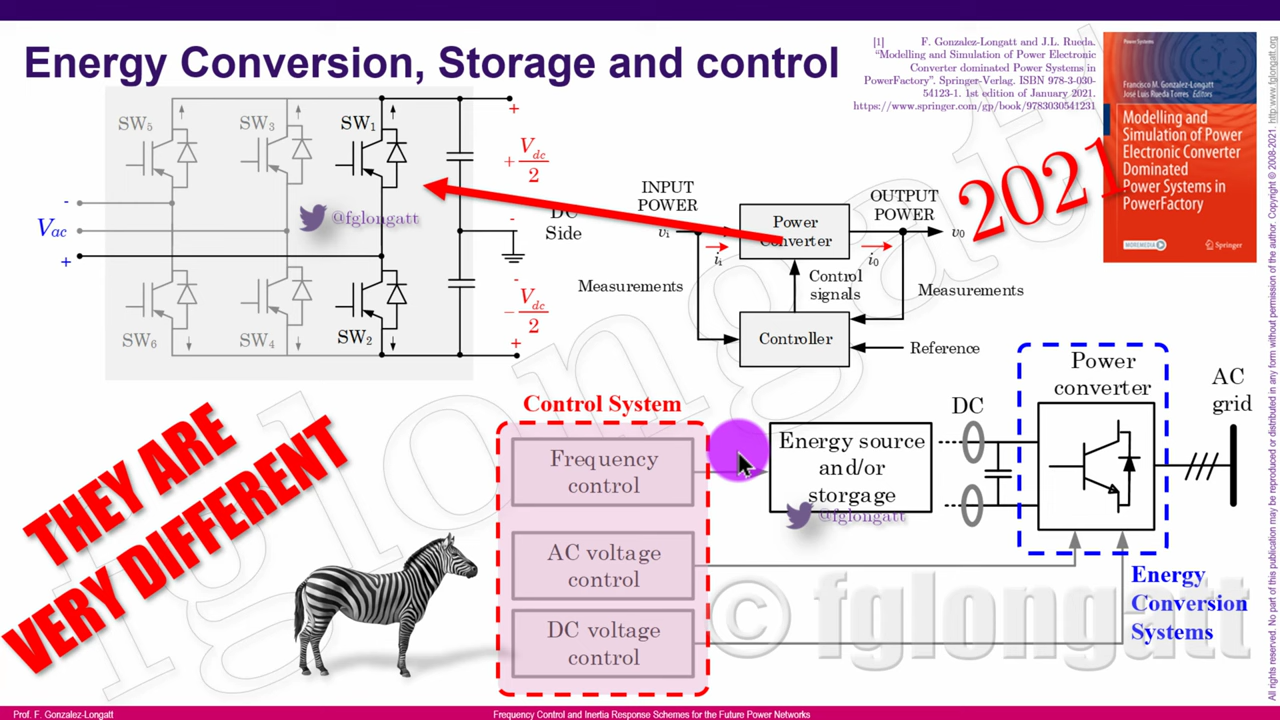 Energy Conversion, Storage and control
[1] F. Gonzalez-Longatt and J.L. Rueda.
"Modelling and Simulation of Power Electronic
Converter dominated Power Systems in
PowerFactory". Springer-Verlag. ISBN 978-3-030-
54123-1. 1st edition of January 2021.
https://www.springer.com/gp/book/9783030541231
Power Systems
Francisco M. Gonzalez-Longatt
José Luis Rueda Torres Editors
Modelling and
Simulation of Power
Electronic Converter
Dominated
Power Systems in
PowerFactory
MOREMEDIA
Springer
2021
SW5
SW3
SW1
+
+ Vdc/2
-
Vac
+
@fglongatt
-
DC
Side
-
- Vdc/2
+
SW6
SW4
SW2
INPUT
POWER
OUTPUT
POWER
Power
Converter
vi
ii
i0
v0
Measurements
Control
signals
Measurements
Controller
Reference
THEY ARE
VERY DIFFERENT
Control System
Frequency
control
AC voltage
control
DC voltage
control
Energy source
and/or
storgage
@fglongatt
DC
Power
converter
AC
grid
Energy
Conversion
Systems
© fglongatt
fglongatt
All rights reserved. No part of this publication may be reproduced or distributed in any form without permission of the author. Copyright © 2008-2021. http:www.fglongatt.org
Prof. F. Gonzalez-Longatt
Frequency Control and Inertia Response Schemes for the Future Power Networks